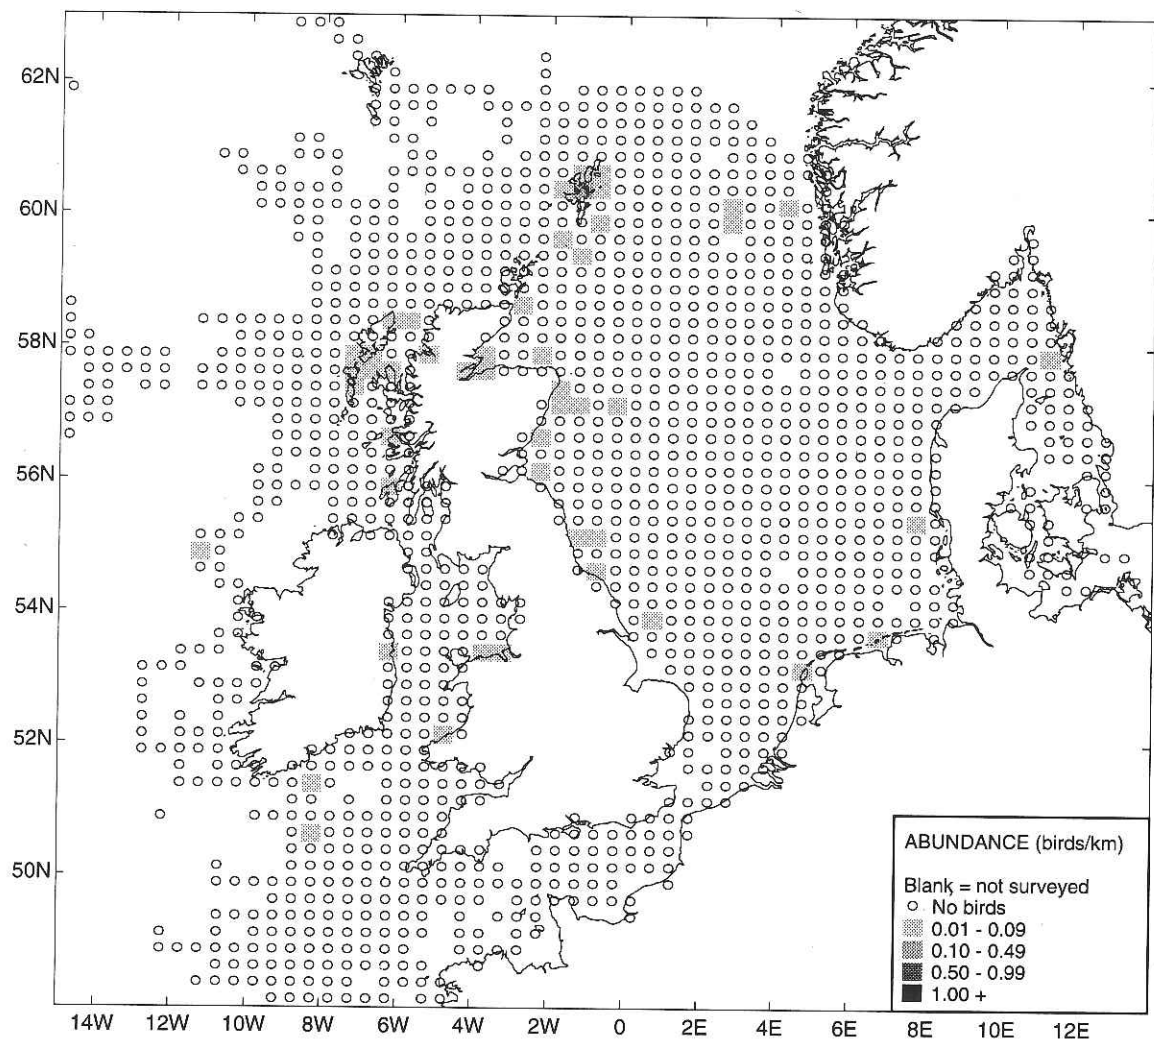 62N
60N
58N
56N
54N
52N
50N
14W 12W 10W 8W 6W 4W 2W 0 2E 4E 6E 8E 10E 12E
ABUNDANCE (birds/km)
Blank = not surveyed
No birds
0.01 - 0.09
0.10 - 0.49
0.50 - 0.99
1.00 +